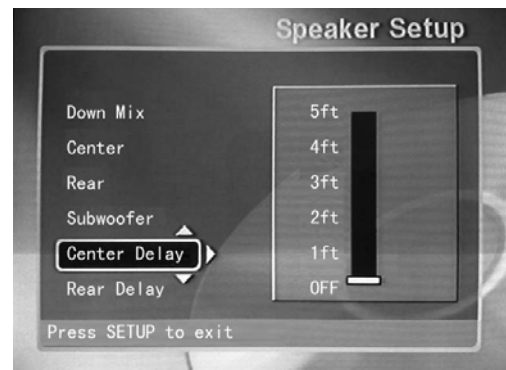 Speaker Setup
Down Mix
Center
Rear
Subwoofer
Center Delay
Rear Delay
5ft
4ft
3ft
2ft
1ft
OFF
Press SETUP to exit